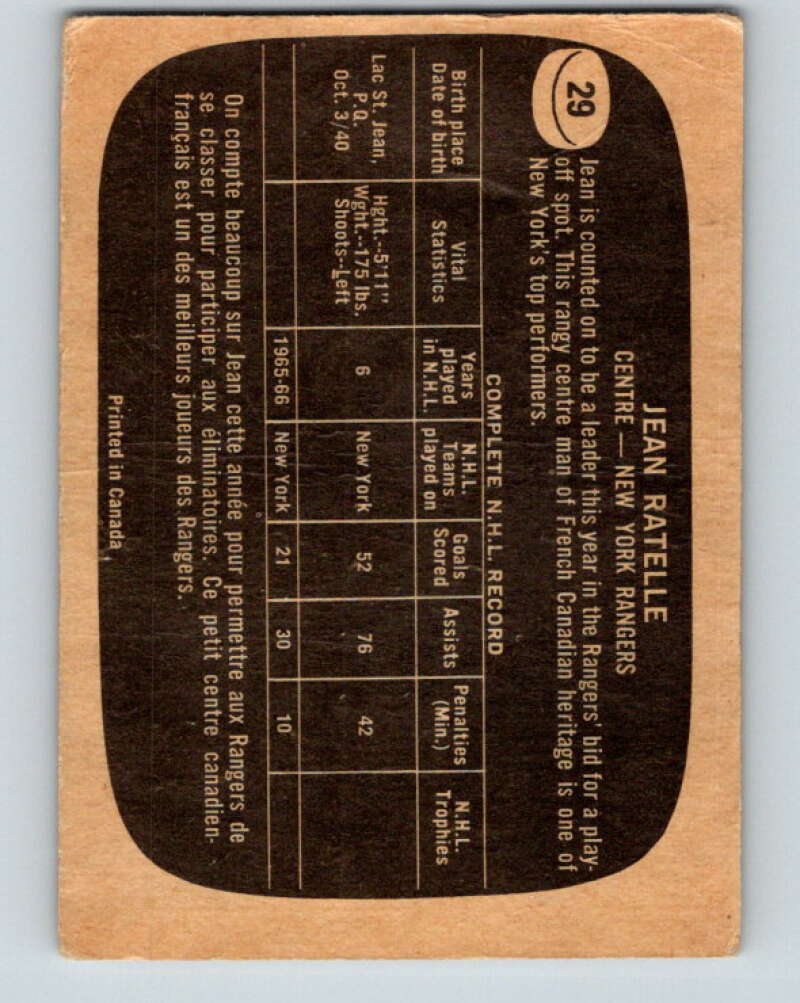 29
JEAN RATELLE
CENTRE — NEW YORK RANGERS
Jean is counted on to be a leader this year in the Rangers' bid for a play-
off spot. This rangy centre man of French Canadian heritage is one of
New York's top performers.
COMPLETE N.H.L. RECORD
Birth place
Date of birth
Vital
Statistics
Years
played
in N.H.L.
N.H.L.
Teams
played on
Goals
Scored
Assists
Penalties
(Min.)
N.H.L.
Trophies
Lac St. Jean,
P.Q.
Oct. 3/40
Hght.--5'11"
Wght.--175 lbs.
Shoots--Left
6
New York
52
76
42
1965-66
New York
21
30
10
On compte beaucoup sur Jean cette année pour permettre aux Rangers de
se classer pour participer aux éliminatoires. Ce petit centre canadien-
français est un des meilleurs joueurs des Rangers.
Printed in Canada